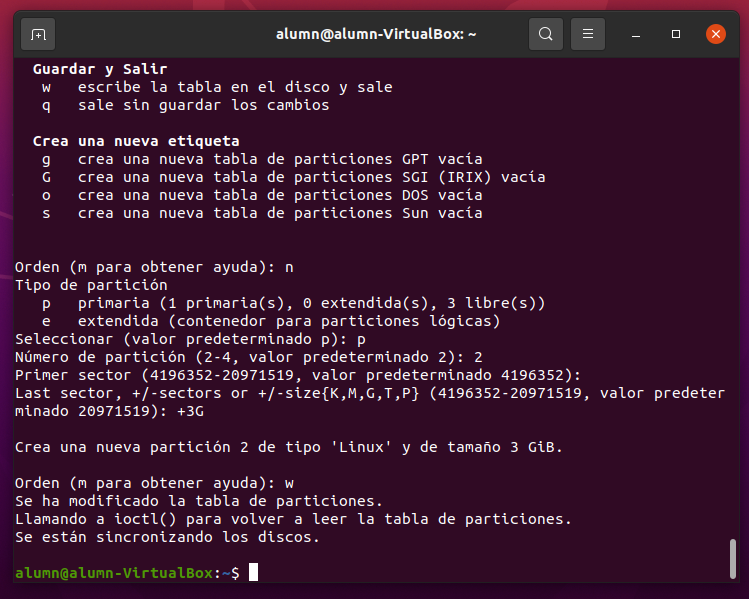 alumn@alumn-VirtualBox: ~
Guardar y Salir
w   escribe la tabla en el disco y sale
q   sale sin guardar los cambios
Crea una nueva etiqueta
g   crea una nueva tabla de particiones GPT vacía
G   crea una nueva tabla de particiones SGI (IRIX) vacía
o   crea una nueva tabla de particiones DOS vacía
s   crea una nueva tabla de particiones Sun vacía
Orden (m para obtener ayuda): n
Tipo de partición
p   primaria (1 primaria(s), 0 extendida(s), 3 libre(s))
e   extendida (contenedor para particiones lógicas)
Seleccionar (valor predeterminado p): p
Número de partición (2-4, valor predeterminado 2): 2
Primer sector (4196352-20971519, valor predeterminado 4196352):
Last sector, +/-sectors or +/-size{K,M,G,T,P} (4196352-20971519, valor predeter
minado 20971519): +3G
Crea una nueva partición 2 de tipo 'Linux' y de tamaño 3 GiB.
Orden (m para obtener ayuda): w
Se ha modificado la tabla de particiones.
Llamando a ioctl() para volver a leer la tabla de particiones.
Se están sincronizando los discos.
alumn@alumn-VirtualBox:~$